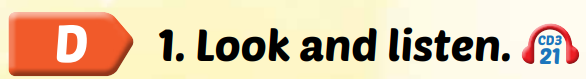 D 1. Look and listen. CD3 21